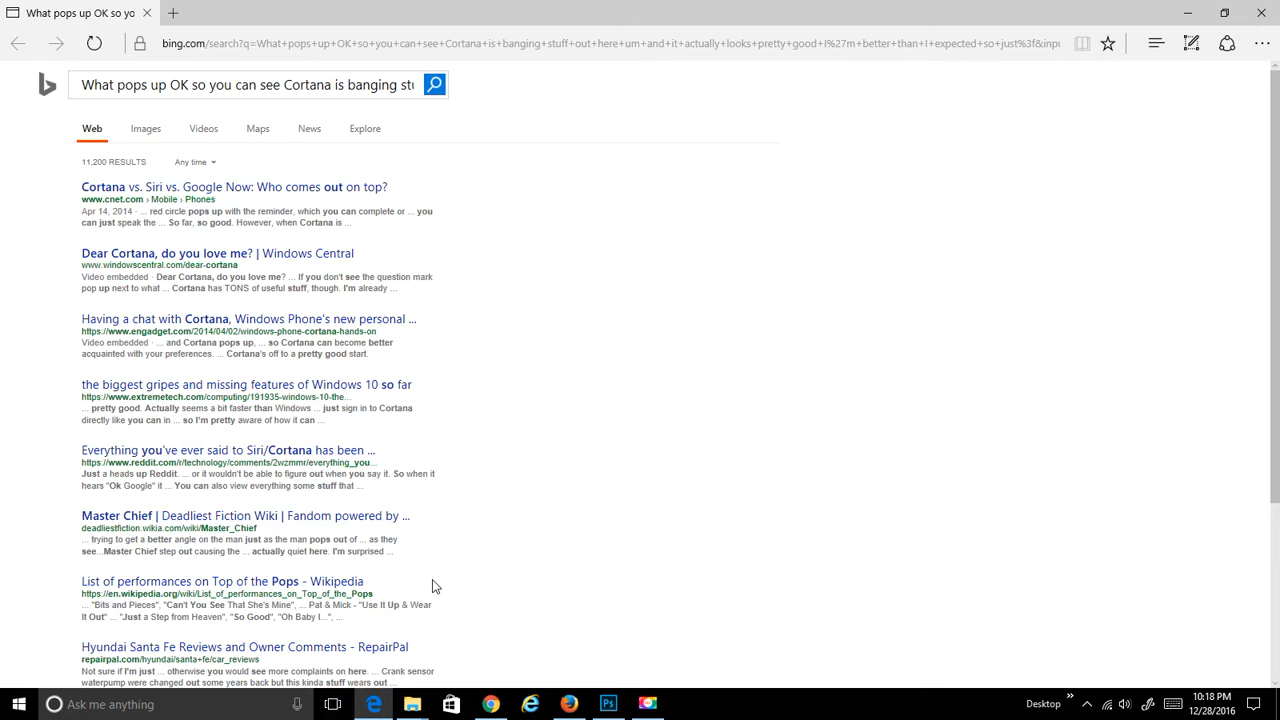 What pops up OK so yo
bing.com/search?q=What+pops+up+OK+so+you+can+see+Cortana+is+banging+stuff+out+here+um+and+it+actually+looks+pretty+good+I%27m+better+than+I+expected+so+just%3f&inpu
What pops up OK so you can see Cortana is banging stu
Web Images Videos Maps News Explore
11,200 RESULTS Any time
Cortana vs. Siri vs. Google Now: Who comes out on top?
www.cnet.com › Mobile › Phones
Apr 14, 2014 · ... red circle pops up with the reminder, which you can complete or ... you
can just speak the ... So far, so good. However, when Cortana is ...
Dear Cortana, do you love me? | Windows Central
www.windowscentral.com/dear-cortana
Video embedded · Dear Cortana, do you love me? ... If you don't see the question mark
pop up next to what ... Cortana has TONS of useful stuff, though. I'm already ...
Having a chat with Cortana, Windows Phone's new personal ...
https://www.engadget.com/2014/04/02/windows-phone-cortana-hands-on
Video embedded · ... and Cortana pops up, ... so Cortana can become better
acquainted with your preferences. ... Cortana's off to a pretty good start.
the biggest gripes and missing features of Windows 10 so far
https://www.extremetech.com/computing/191935-windows-10-the...
... pretty good. Actually seems a bit faster than Windows ... just sign in to Cortana
directly like you can in ... so I'm pretty aware of how it can ...
Everything you've ever said to Siri/Cortana has been ...
https://www.reddit.com/r/technology/comments/2wzmmr/everything_you...
Just a heads up Reddit. ... or it wouldn't be able to figure out when you say it. So when it
hears "Ok Google" it ... You can also view everything some stuff that ...
Master Chief | Deadliest Fiction Wiki | Fandom powered by ...
deadliestfiction.wikia.com/wiki/Master_Chief
... trying to get a better angle on the man just as the man pops out of ... as they
see...Master Chief step out causing the ... actually quiet here. I'm surprised ...
List of performances on Top of the Pops - Wikipedia
https://en.wikipedia.org/wiki/List_of_performances_on_Top_of_the_Pops
... "Bits and Pieces", "Can't You See That She's Mine", ... Pat & Mick - "Use It Up & Wear
It Out" ... "Just a Step from Heaven", "So Good", "Oh Baby I...", ...
Hyundai Santa Fe Reviews and Owner Comments - RepairPal
repairpal.com/hyundai/santa+fe/car_reviews
Not sure if I'm just ... otherwise you would see more complaints on here. ... Crank sensor
waterpump were changed out some years back but this kinda stuff wears out ...
Ask me anything
Ps
Desktop
10:18 PM
12/28/2016